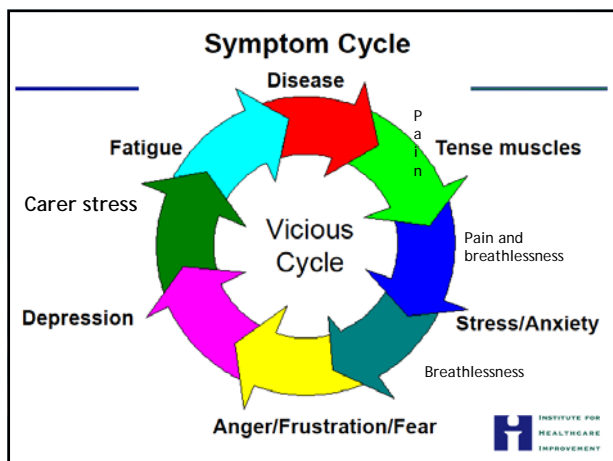 Symptom Cycle
Disease
Pain
Tense muscles
Pain and
breathlessness
Stress/Anxiety
Breathlessness
Anger/Frustration/Fear
Depression
Carer stress
Fatigue
Vicious
Cycle
INSTITUTE FOR
HEALTHCARE
IMPROVEMENT